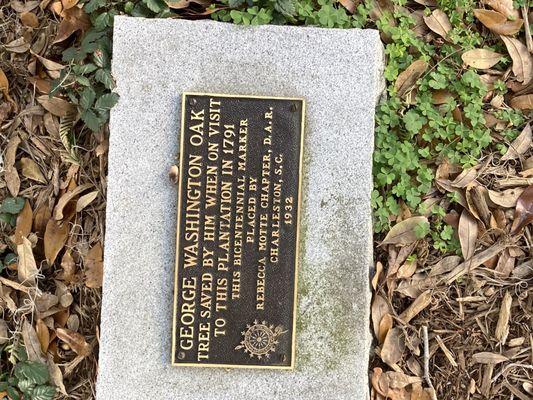 GEORGE WASHINGTON OAK
TREE SAVED BY HIM WHEN ON VISIT
TO THIS PLANTATION IN 1791
THIS BICENTENNIAL MARKER
PLACED BY
REBECCA MOTTE CHAPTER, D.A.R.
CHARLESTON, S.C.
1932